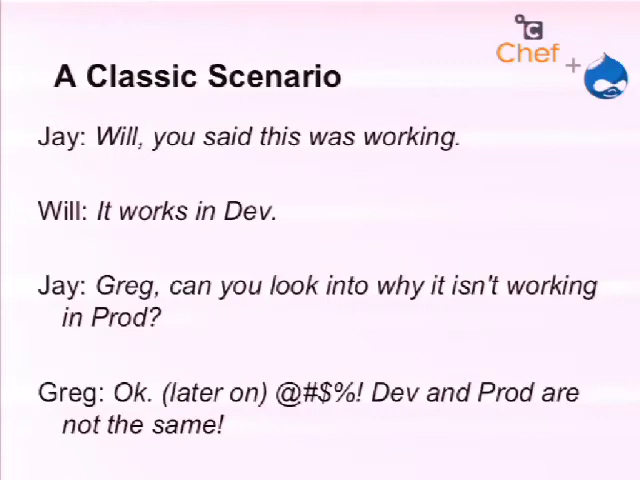 °C
Chef
+
A Classic Scenario
Jay: Will, you said this was working.
Will: It works in Dev.
Jay: Greg, can you look into why it isn't working
in Prod?
Greg: Ok. (later on) @#$%! Dev and Prod are
not the same!